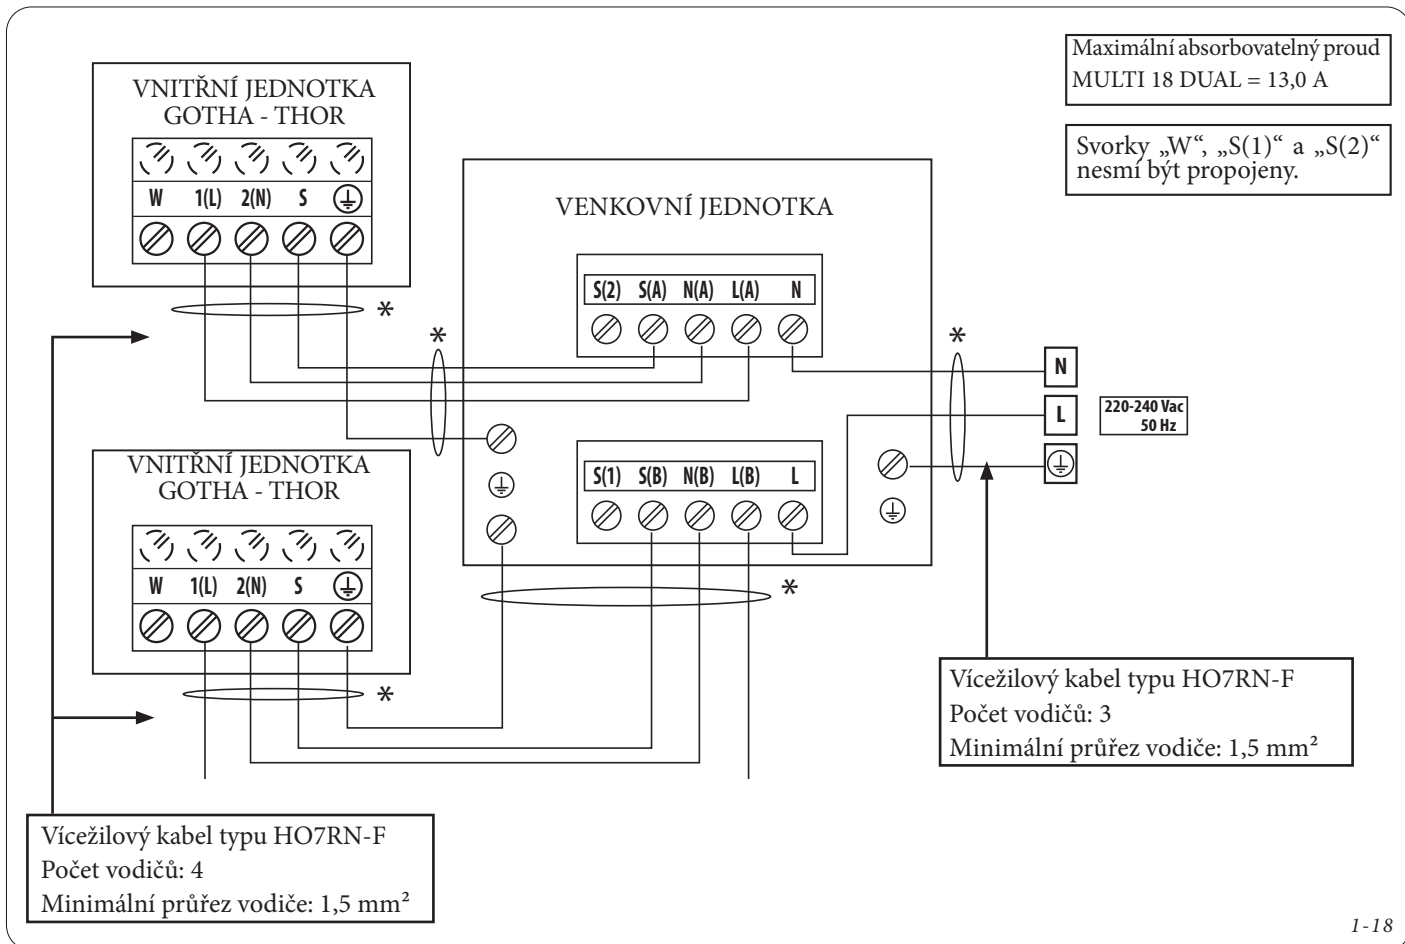 Maximální absorbovatelný proud
MULTI 18 DUAL = 13,0 A
Svorky „W“, „S(1)“ a „S(2)“
nesmí být propojeny.
VNITŘNÍ JEDNOTKA
GOTHA - THOR
W 1(L) 2(N) S
*
VENKOVNÍ JEDNOTKA
S(2) S(A) N(A) L(A) N
*
*
N
L
220-240 Vac
50 Hz
S(1) S(B) N(B) L(B) L
*
VNITŘNÍ JEDNOTKA
GOTHA - THOR
W 1(L) 2(N) S
*
Vícežilový kabel typu HO7RN-F
Počet vodičů: 3
Minimální průřez vodiče: 1,5 mm²
Vícežilový kabel typu HO7RN-F
Počet vodičů: 4
Minimální průřez vodiče: 1,5 mm²
1-18